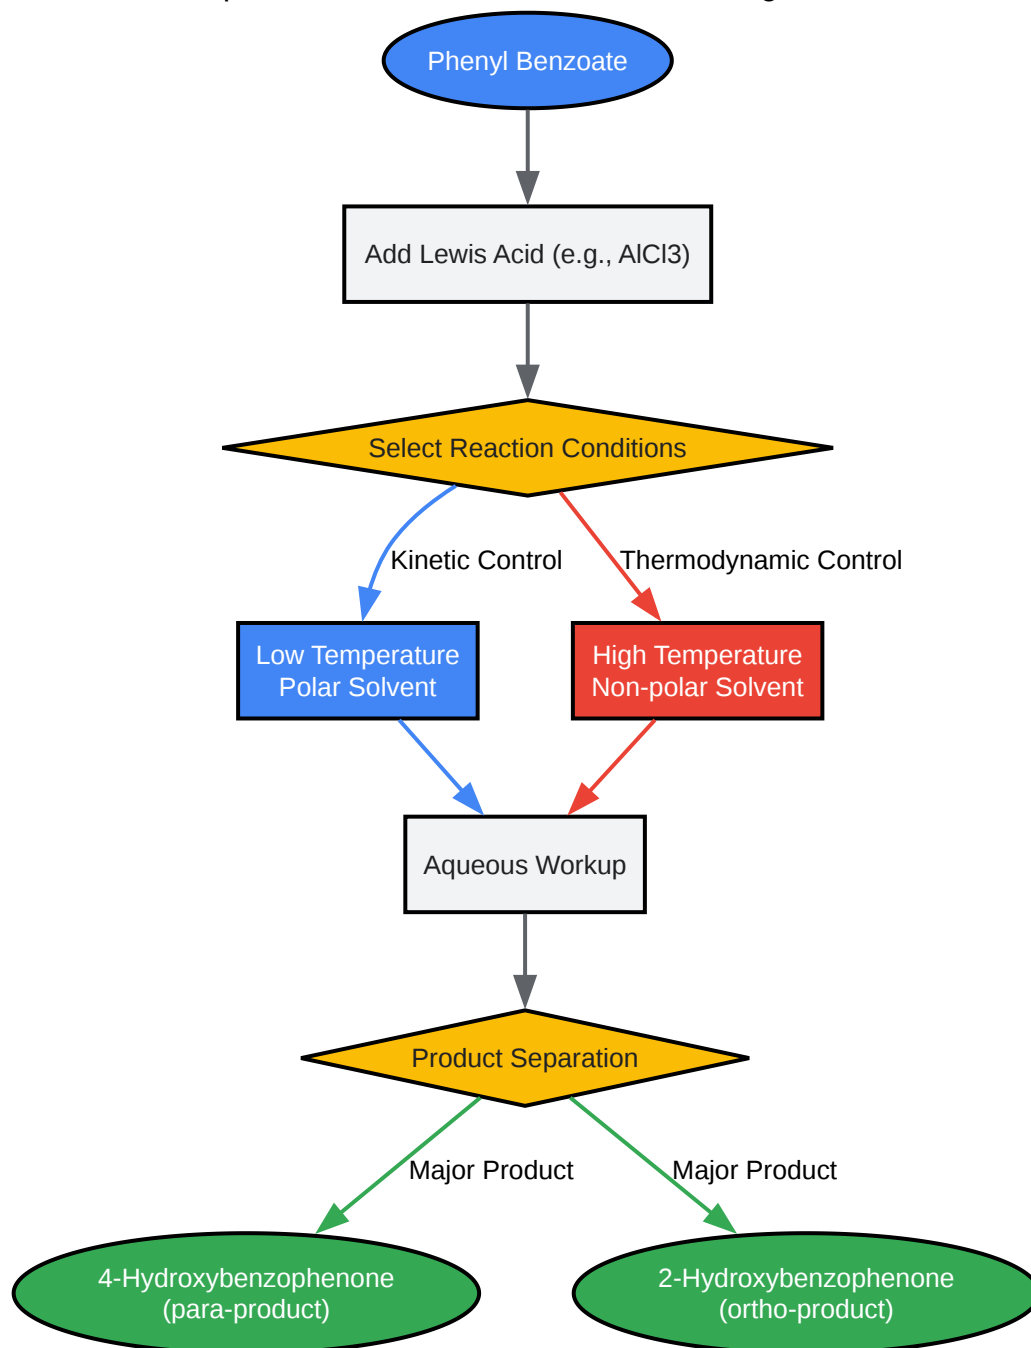 Phenyl Benzoate
Add Lewis Acid (e.g., AlCl3)
Select Reaction Conditions
Kinetic Control
Thermodynamic Control
Low Temperature
Polar Solvent
High Temperature
Non-polar Solvent
Aqueous Workup
Product Separation
Major Product
Major Product
4-Hydroxybenzophenone
(para-product)
2-Hydroxybenzophenone
(ortho-product)